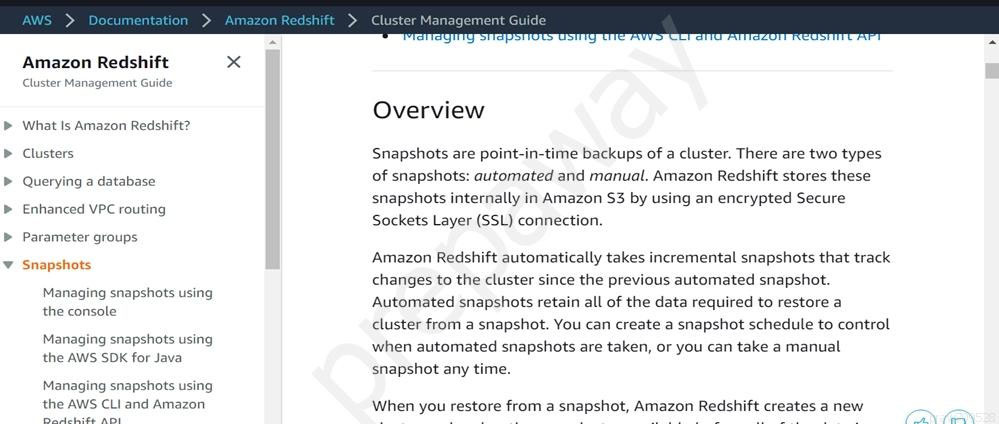 AWS > Documentation > Amazon Redshift > Cluster Management Guide
Amazon Redshift
Cluster Management Guide
What Is Amazon Redshift?
Clusters
Querying a database
Enhanced VPC routing
Parameter groups
Snapshots
Managing snapshots using
the console
Managing snapshots using
the AWS SDK for Java
Managing snapshots using
the AWS CLI and Amazon
Redshift API
Managing snapshots using the AWS CLI and Amazon Redshift API
Overview
Snapshots are point-in-time backups of a cluster. There are two types
of snapshots: automated and manual. Amazon Redshift stores these
snapshots internally in Amazon S3 by using an encrypted Secure
Sockets Layer (SSL) connection.
Amazon Redshift automatically takes incremental snapshots that track
changes to the cluster since the previous automated snapshot.
Automated snapshots retain all of the data required to restore a
cluster from a snapshot. You can create a snapshot schedule to control
when automated snapshots are taken, or you can take a manual
snapshot any time.
When you restore from a snapshot, Amazon Redshift creates a new
prepaway